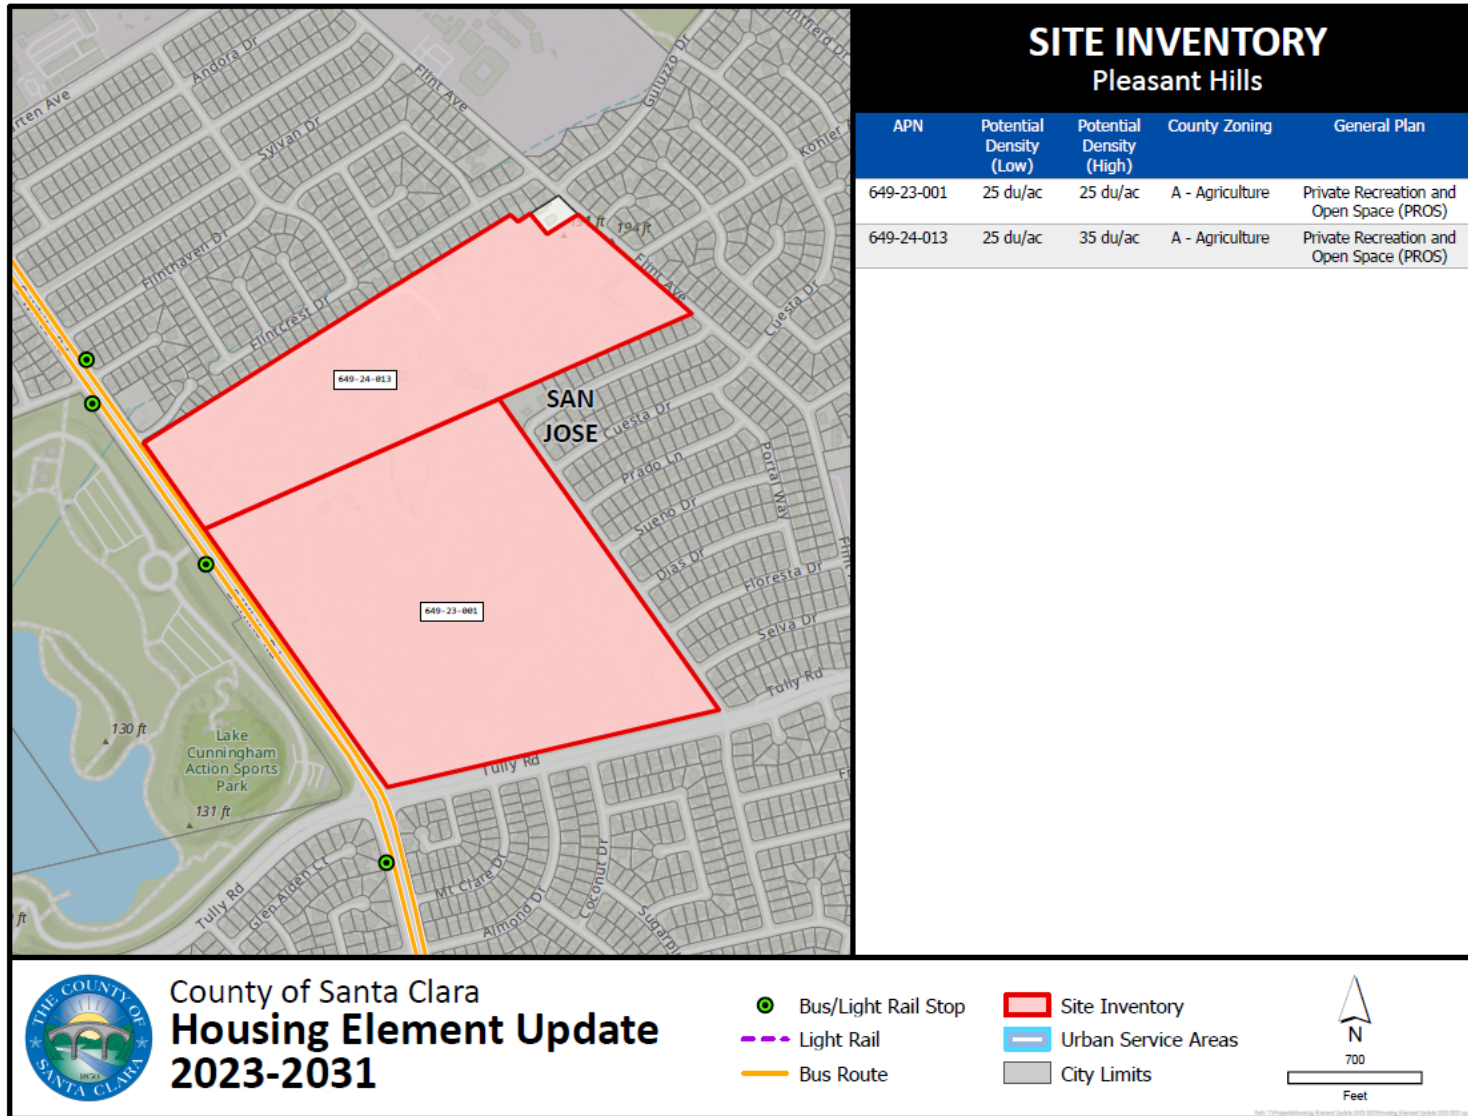 SITE INVENTORY
Pleasant Hills
APN Potential Density (Low) Potential Density (High) County Zoning General Plan
649-23-001 25 du/ac 25 du/ac A - Agriculture Private Recreation and Open Space (PROS)
649-24-013 25 du/ac 35 du/ac A - Agriculture Private Recreation and Open Space (PROS)
Andora Dr
Flint Ave
Guluzzo Dr
rten Ave
Sylvan Dr
Kohler
194 ft
Flinthaven Dr
Flint Ave
Cuesta Dr
Flintcrest Dr
649-24-013
SAN
JOSE
Cuesta Dr
Prado Ln
Portal Way
Sueno Dr
Dias Dr
Floresta Dr
649-23-001
Selva Dr
Tully Rd
130 ft
Lake
Cunningham
Action Sports
Park
Tully Rd
131 ft
Mt Clare Dr
Coconut Dr
Glen Alden Ct
Tully Rd
Almond Dr
Sugarpl
ft
THE COUNTY OF
SANTA CLARA
1850
County of Santa Clara
Housing Element Update
2023-2031
Bus/Light Rail Stop
Light Rail
Bus Route
Site Inventory
Urban Service Areas
City Limits
N
700
Feet